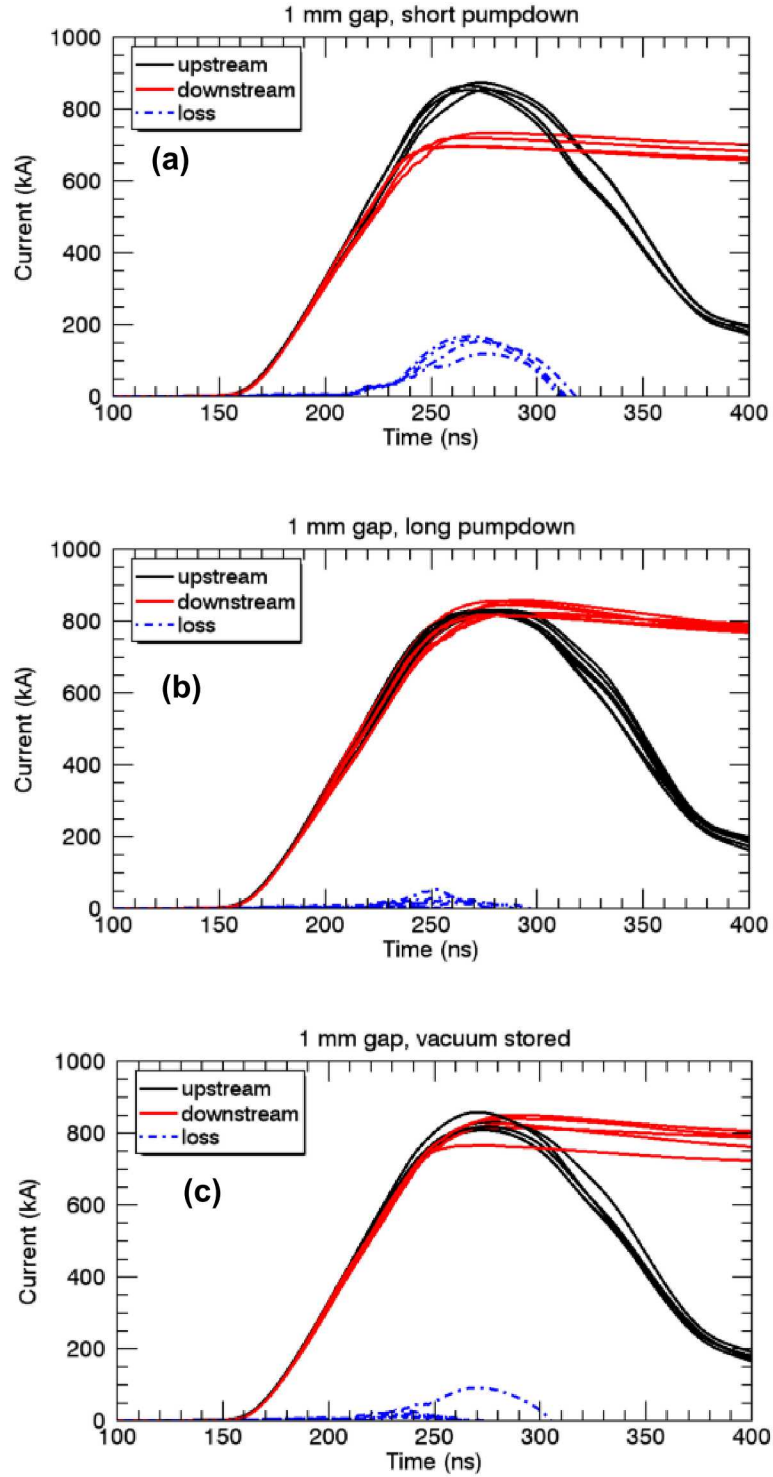 1 mm gap, short pumpdown
1000
upstream
downstream
loss
800
(a)
600
Current (kA)
400
200
0
100 150 200 250 300 350 400
Time (ns)
1 mm gap, long pumpdown
1000
upstream
downstream
loss
800
(b)
600
Current (kA)
400
200
0
100 150 200 250 300 350 400
Time (ns)
1 mm gap, vacuum stored
1000
upstream
downstream
loss
800
(c)
600
Current (kA)
400
200
0
100 150 200 250 300 350 400
Time (ns)